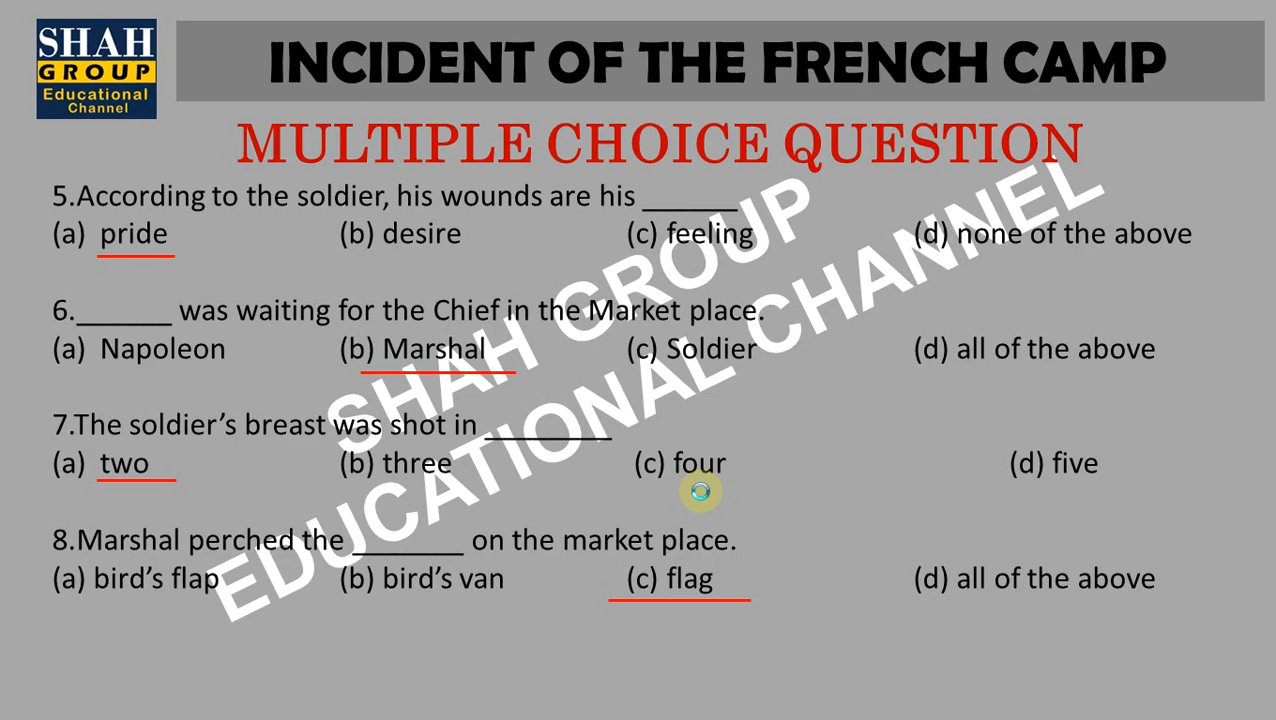 SHAH
GROUP
Educational
Channel
INCIDENT OF THE FRENCH CAMP
MULTIPLE CHOICE QUESTION
5.According to the soldier, his wounds are his ______
(a) pride (b) desire (c) feeling (d) none of the above
6.______ was waiting for the Chief in the Market place.
(a) Napoleon (b) Marshal (c) Soldier (d) all of the above
7.The soldier’s breast was shot in ________
(a) two (b) three (c) four (d) five
8.Marshal perched the _______ on the market place.
(a) bird’s flap (b) bird’s van (c) flag (d) all of the above
SHAH GROUP
EDUCATIONAL CHANNEL